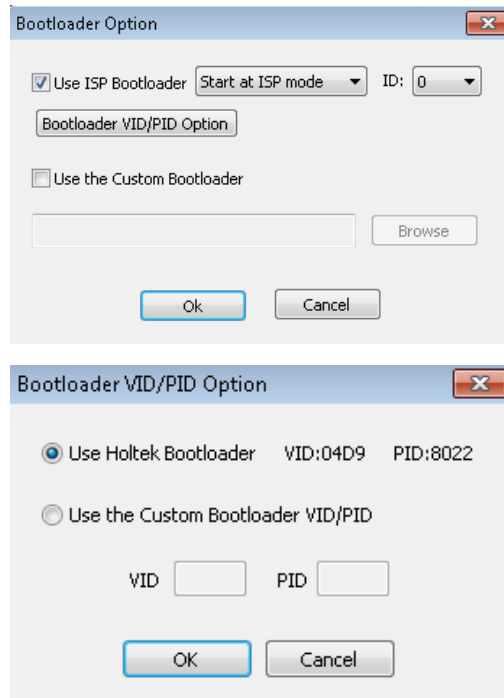 Bootloader Option
Use ISP Bootloader Start at ISP mode ID: 0
Bootloader VID/PID Option
Use the Custom Bootloader
Browse
Ok Cancel
Bootloader VID/PID Option
Use Holtek Bootloader VID:04D9 PID:8022
Use the Custom Bootloader VID/PID
VID PID
OK Cancel